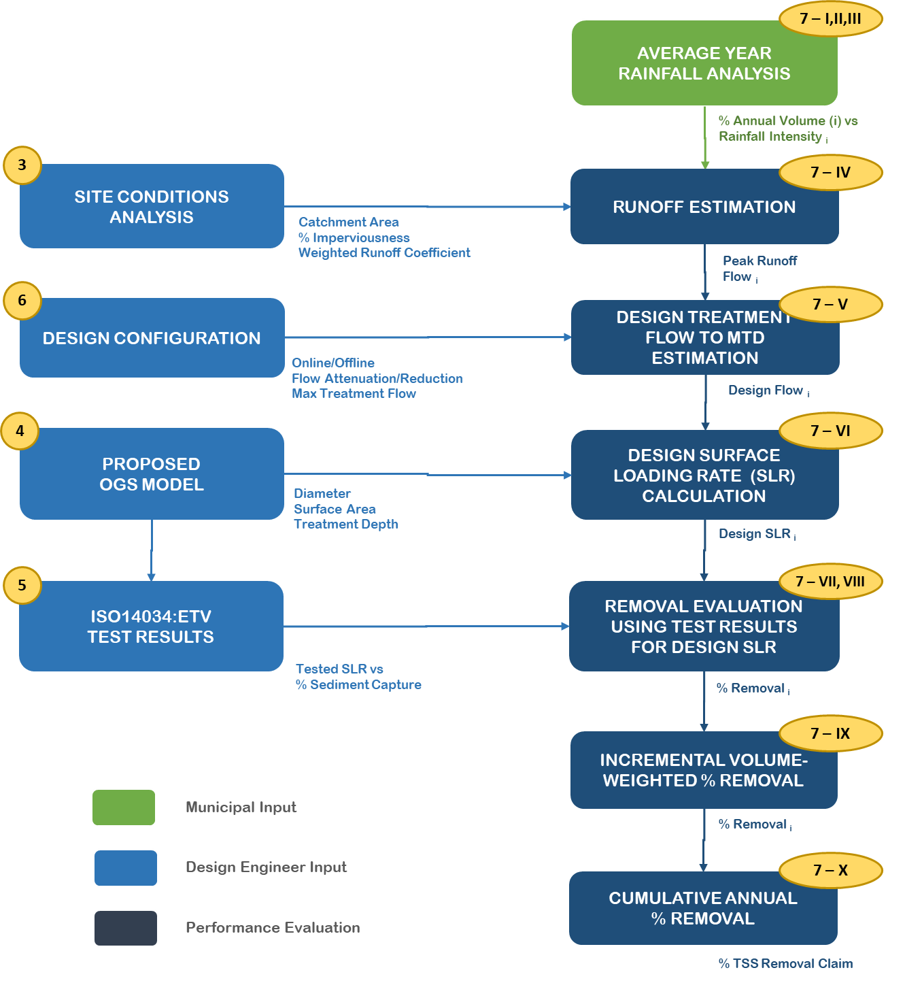 7 – I,II,III
AVERAGE YEAR
RAINFALL ANALYSIS
% Annual Volume (i) vs
Rainfall Intensity i
3
SITE CONDITIONS
ANALYSIS
Catchment Area
% Imperviousness
Weighted Runoff Coefficient
7 – IV
RUNOFF ESTIMATION
Peak Runoff
Flow i
6
DESIGN CONFIGURATION
Online/Offline
Flow Attenuation/Reduction
Max Treatment Flow
7 – V
DESIGN TREATMENT
FLOW TO MTD
ESTIMATION
Design Flow i
4
PROPOSED
OGS MODEL
Diameter
Surface Area
Treatment Depth
7 – VI
DESIGN SURFACE
LOADING RATE (SLR)
CALCULATION
Design SLR i
5
ISO14034:ETV
TEST RESULTS
Tested SLR vs
% Sediment Capture
7 – VII, VIII
REMOVAL EVALUATION
USING TEST RESULTS
FOR DESIGN SLR
% Removal i
7 – IX
INCREMENTAL VOLUME-
WEIGHTED % REMOVAL
% Removal i
7 – X
CUMULATIVE ANNUAL
% REMOVAL
% TSS Removal Claim
Municipal Input
Design Engineer Input
Performance Evaluation